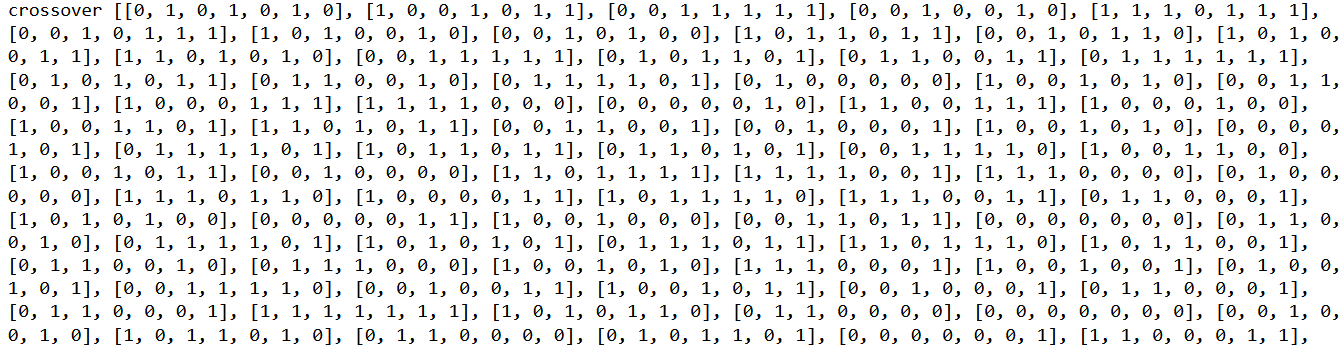 crossover [[0, 1, 0, 1, 0, 1, 0], [1, 0, 0, 1, 0, 1, 1], [0, 0, 1, 1, 1, 1, 1], [0, 0, 1, 0, 0, 1, 0], [1, 1, 1, 0, 1, 1, 1],
[0, 0, 1, 0, 1, 1, 1], [1, 0, 1, 0, 0, 1, 0], [0, 0, 1, 0, 1, 0, 0], [1, 0, 1, 1, 0, 1, 1], [0, 0, 1, 0, 1, 1, 0], [1, 0, 1, 0,
0, 1, 1], [1, 1, 0, 1, 0, 1, 0], [0, 0, 1, 1, 1, 1, 1], [0, 1, 0, 1, 1, 0, 1], [0, 1, 1, 0, 0, 1, 1], [0, 1, 1, 1, 1, 1, 1],
[0, 1, 0, 1, 0, 1, 1], [0, 1, 1, 0, 0, 1, 0], [0, 1, 1, 1, 1, 0, 1], [0, 1, 0, 0, 0, 0, 0], [1, 0, 0, 1, 0, 1, 0], [0, 0, 1, 1,
0, 0, 1], [1, 0, 0, 0, 1, 1, 1], [1, 1, 1, 1, 0, 0, 0], [0, 0, 0, 0, 0, 1, 0], [1, 1, 0, 0, 1, 1, 1], [1, 0, 0, 0, 1, 0, 0],
[1, 0, 0, 1, 1, 0, 1], [1, 1, 0, 1, 0, 1, 1], [0, 0, 1, 1, 0, 0, 1], [0, 0, 1, 0, 0, 0, 1], [1, 0, 0, 1, 0, 1, 0], [0, 0, 0, 0,
1, 0, 1], [0, 1, 1, 1, 1, 0, 1], [1, 0, 1, 1, 0, 1, 1], [0, 1, 1, 0, 1, 0, 1], [0, 0, 1, 1, 1, 1, 0], [1, 0, 0, 1, 1, 0, 0],
[1, 0, 0, 1, 0, 1, 1], [0, 0, 1, 0, 0, 0, 0], [1, 1, 0, 1, 1, 1, 1], [1, 1, 1, 1, 0, 0, 1], [1, 1, 1, 0, 0, 0, 0], [0, 1, 0, 0,
0, 0, 0], [1, 1, 1, 0, 1, 1, 0], [1, 0, 0, 0, 0, 1, 1], [1, 0, 1, 1, 1, 1, 0], [1, 1, 1, 0, 0, 1, 1], [0, 1, 1, 0, 0, 0, 1],
[1, 0, 1, 0, 1, 0, 0], [0, 0, 0, 0, 0, 1, 1], [1, 0, 0, 1, 0, 0, 0], [0, 0, 1, 1, 0, 1, 1], [0, 0, 0, 0, 0, 0, 0], [0, 1, 1, 0,
0, 1, 0], [0, 1, 1, 1, 1, 0, 1], [1, 0, 1, 0, 1, 0, 1], [0, 1, 1, 1, 0, 1, 1], [1, 1, 0, 1, 1, 1, 0], [1, 0, 1, 1, 0, 0, 1],
[0, 1, 1, 0, 0, 1, 0], [0, 1, 1, 1, 0, 0, 0], [1, 0, 0, 1, 0, 1, 0], [1, 1, 1, 0, 0, 0, 1], [1, 0, 0, 1, 0, 0, 1], [0, 1, 0, 0,
1, 0, 1], [0, 0, 1, 1, 1, 1, 0], [0, 0, 1, 0, 0, 1, 1], [1, 0, 0, 1, 0, 1, 1], [0, 0, 1, 0, 0, 0, 1], [0, 1, 1, 0, 0, 0, 1],
[0, 1, 1, 0, 0, 0, 1], [1, 1, 1, 1, 1, 1, 1], [1, 0, 1, 0, 1, 1, 0], [0, 1, 1, 0, 0, 0, 0], [0, 0, 0, 0, 0, 0, 0], [0, 0, 1, 0,
0, 1, 0], [1, 0, 1, 1, 0, 1, 0], [0, 1, 1, 0, 0, 0, 0], [0, 1, 0, 1, 1, 0, 1], [0, 0, 0, 0, 0, 0, 1], [1, 1, 0, 0, 0, 1, 1],